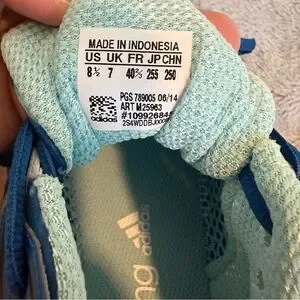 MADE IN INDONESIA
US UK FR JP CHN
8½ 7 40⅔ 255 250
PGS 789005 06/14
ART M25963
adidas
adidas